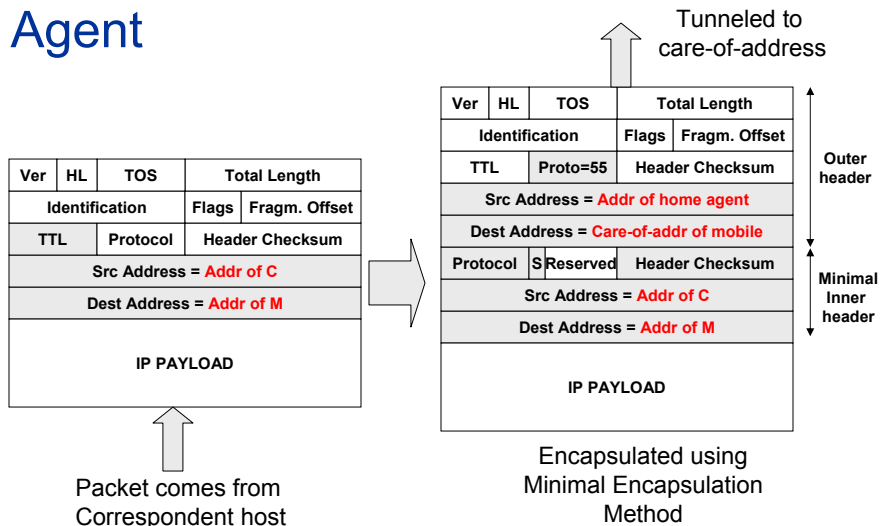 Agent
Tunneled to
care-of-address
Ver HL TOS Total Length
Identification Flags Fragm. Offset
TTL Protocol Header Checksum
Src Address = Addr of C
Dest Address = Addr of M
IP PAYLOAD
Packet comes from
Correspondent host
Ver HL TOS Total Length
Identification Flags Fragm. Offset
TTL Proto=55 Header Checksum
Src Address = Addr of home agent
Dest Address = Care-of-addr of mobile
Protocol S Reserved Header Checksum
Src Address = Addr of C
Dest Address = Addr of M
IP PAYLOAD
Outer
header
Minimal
Inner
header
Encapsulated using
Minimal Encapsulation
Method